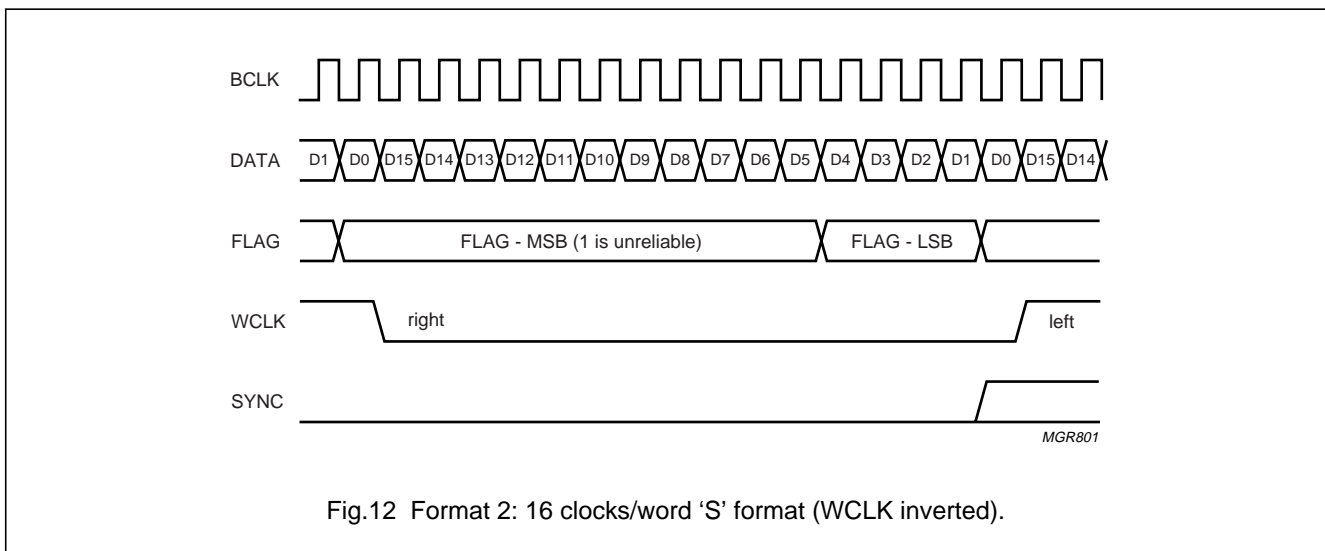 BCLK
DATA D1 D0 D15 D14 D13 D12 D11 D10 D9 D8 D7 D6 D5 D4 D3 D2 D1 D0 D15 D14
FLAG FLAG - MSB (1 is unreliable) FLAG - LSB
WCLK right left
SYNC
MGR801
Fig.12 Format 2: 16 clocks/word ‘S’ format (WCLK inverted).